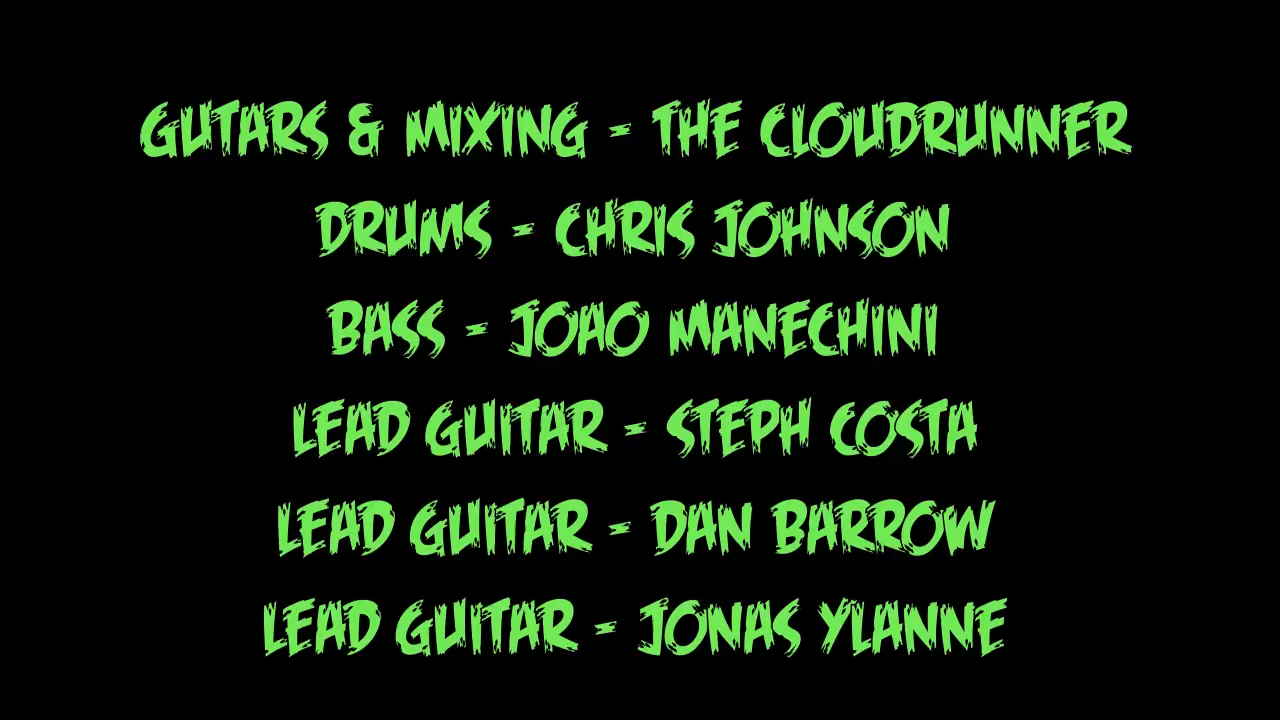 GUTARS & MIXING - THE CLOUDRUNNER
DRUMS - CHRIS JOHNSON
BASS - JOAO MANECHINI
LEAD GUITAR - STEPH COSTA
LEAD GUITAR - DAN BARROW
LEAD GUITAR - JONAS YLANNE